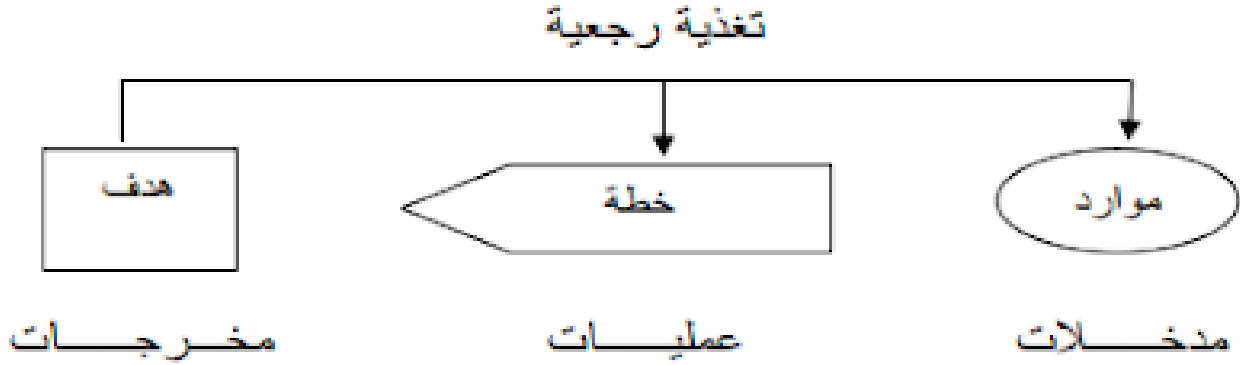 تغذية رجعية
موارد خطة هدف
مدخلات عمليات مخرجات